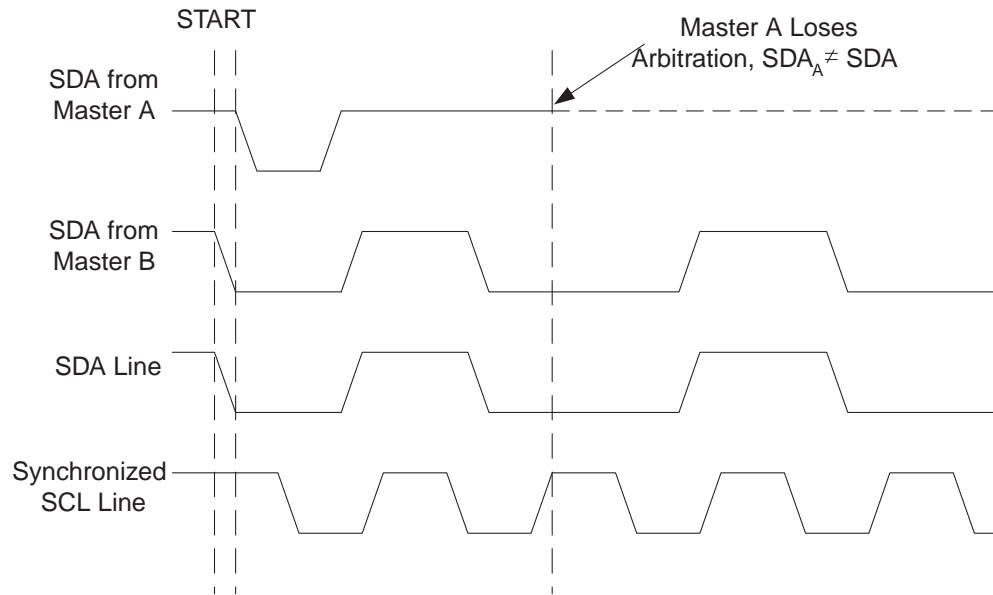 START
Master A Loses
Arbitration, SDA_A ≠ SDA
SDA from
Master A
SDA from
Master B
SDA Line
Synchronized
SCL Line